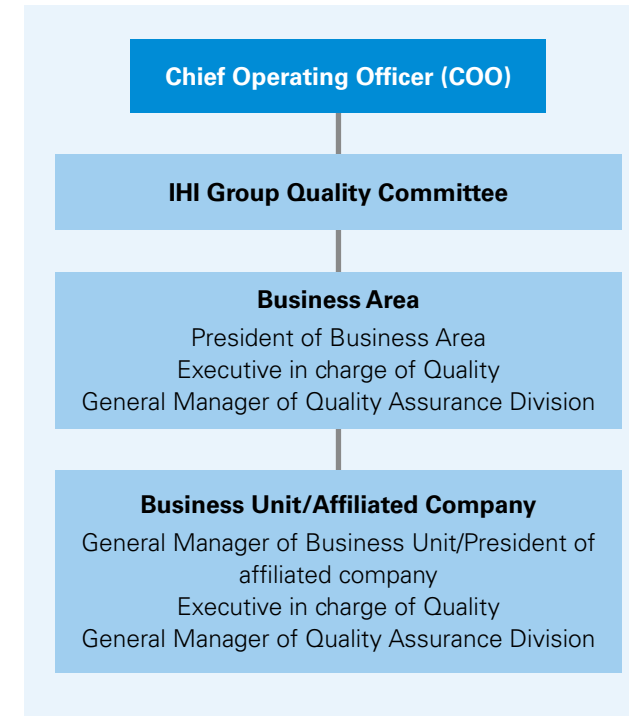 Chief Operating Officer (COO)
IHI Group Quality Committee
Business Area
President of Business Area
Executive in charge of Quality
General Manager of Quality Assurance Division
Business Unit/Affiliated Company
General Manager of Business Unit/President of
affiliated company
Executive in charge of Quality
General Manager of Quality Assurance Division